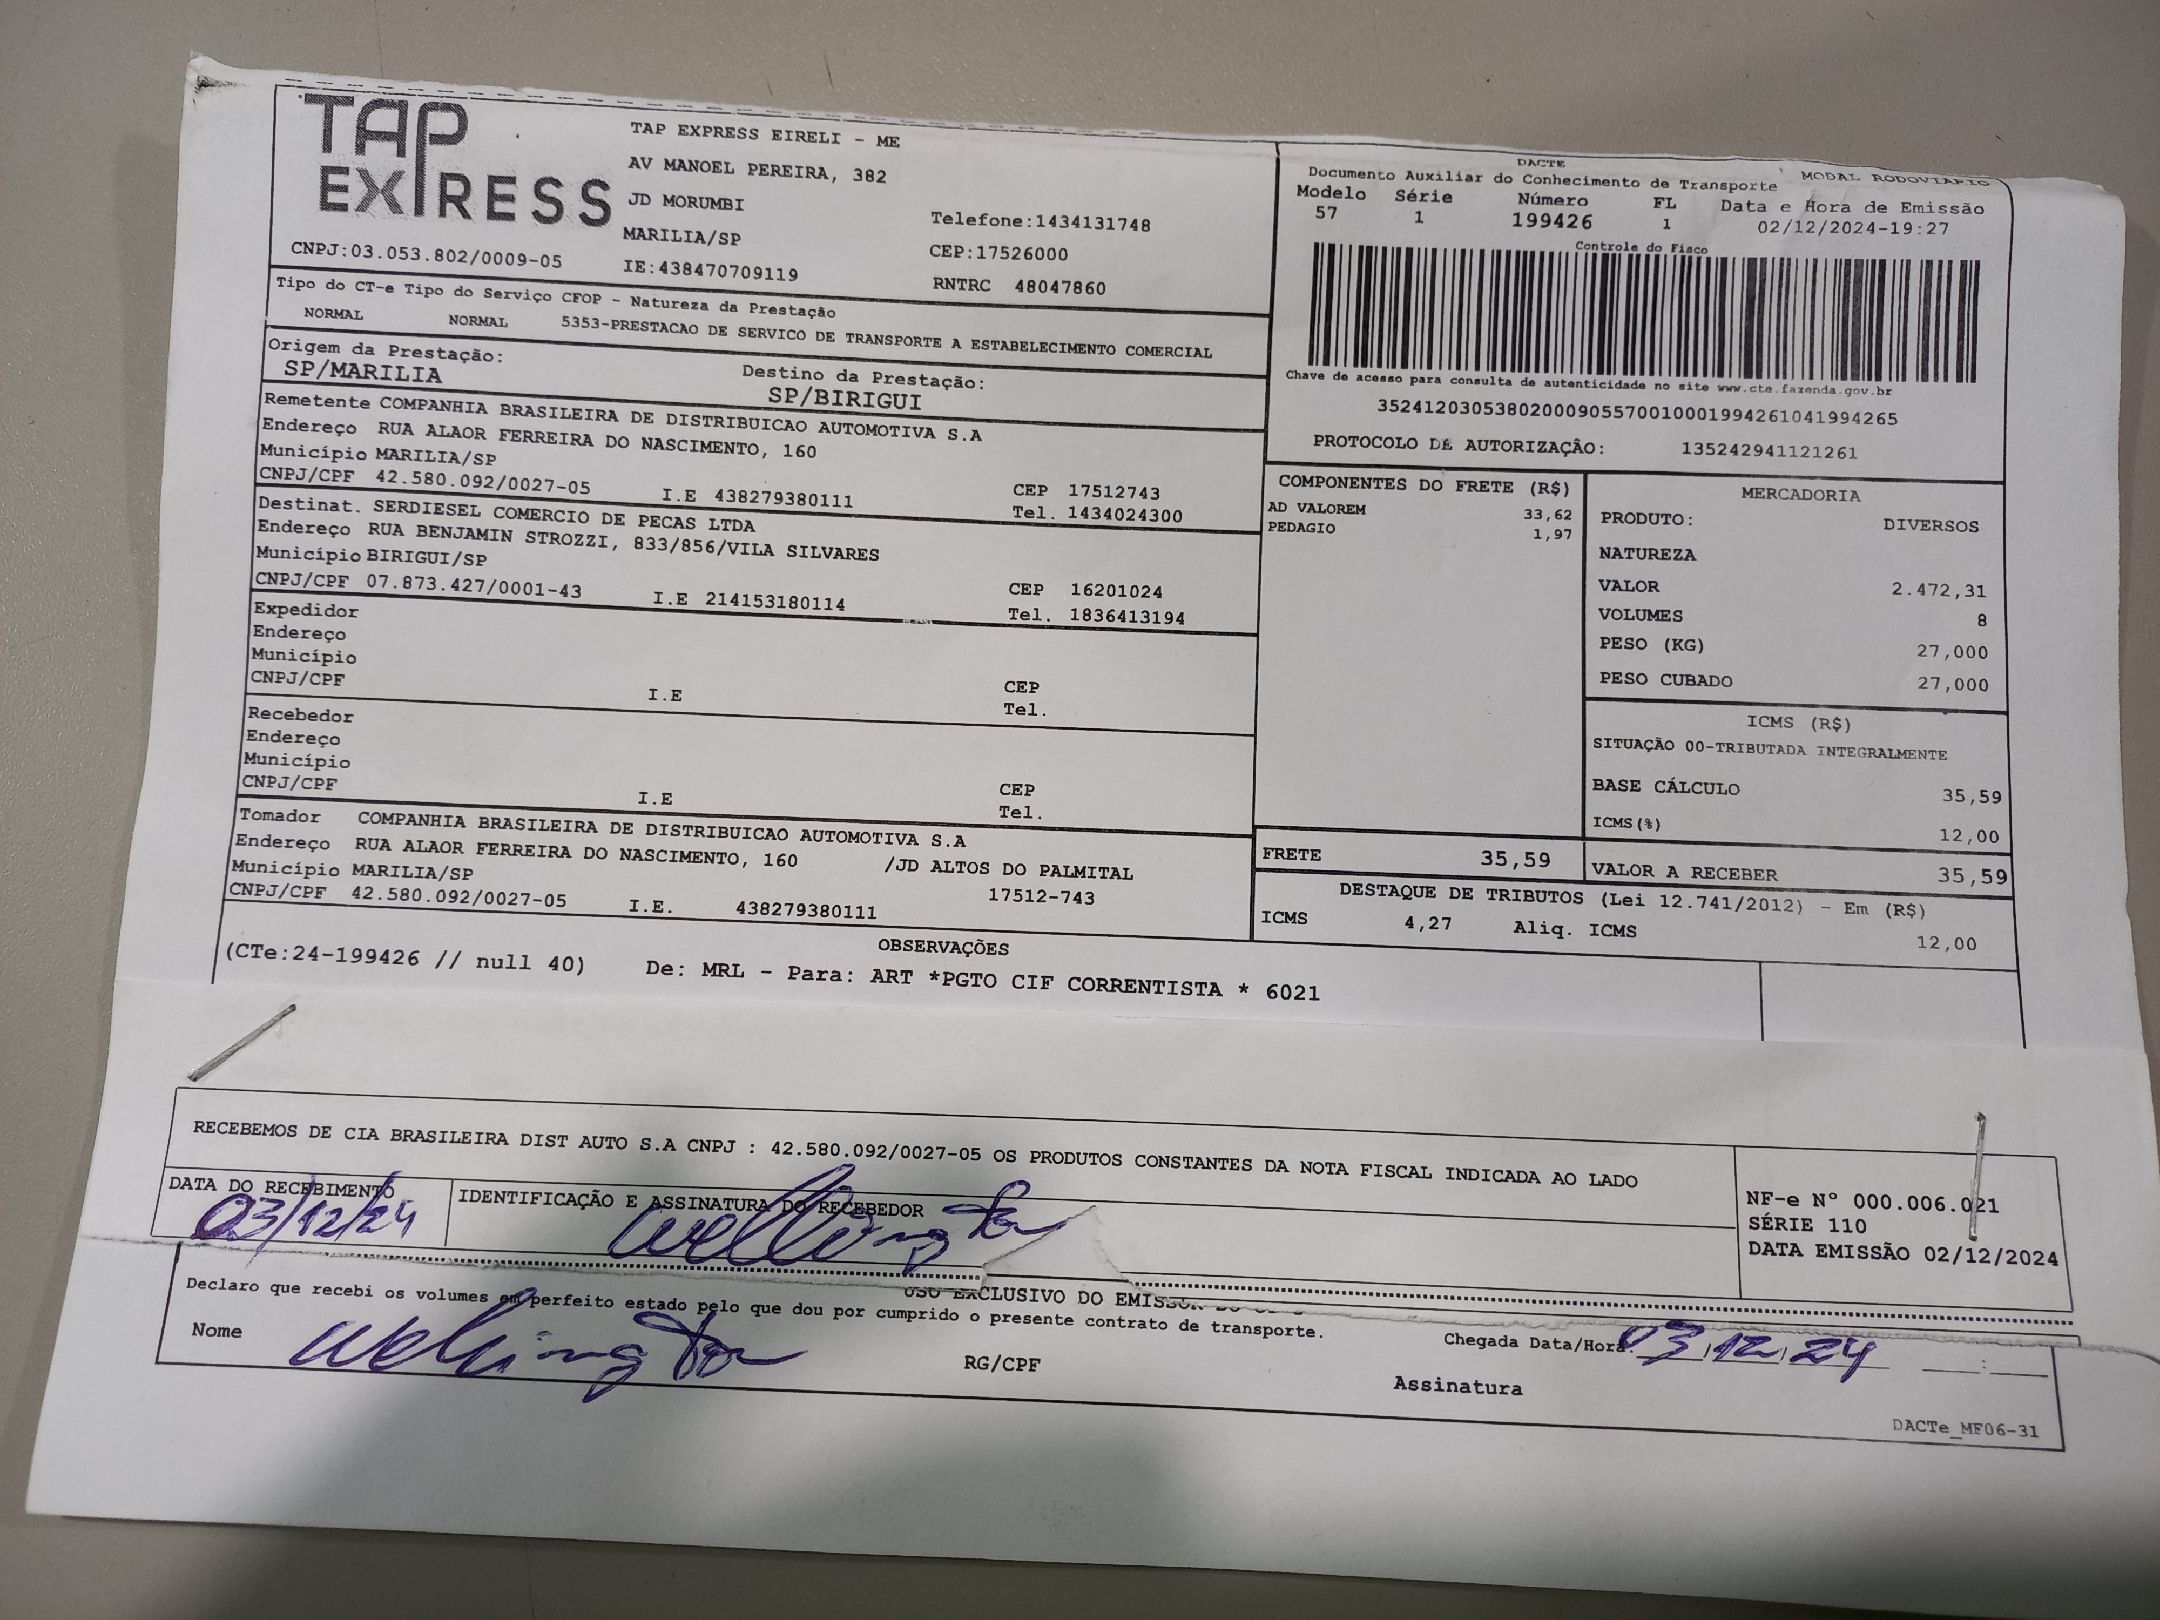 TAP EXPRESS
TAP EXPRESS EIRELI - ME
AV MANOEL PEREIRA, 382
JD MORUMBI
MARILIA/SP
Telefone:1434131748
CEP:17526000
CNPJ:03.053.802/0009-05 IE:438470709119 RNTRC 48047860
DACTE
Documento Auxiliar do Conhecimento de Transporte MODAL RODOVIARIO
Modelo Série Número FL Data e Hora de Emissão
57 1 199426 1 02/12/2024-19:27
Controle do Fisco
Chave de acesso para consulta de autenticidade no site www.cte.fazenda.gov.br
35241203053802000905570010001994261041994265
PROTOCOLO DE AUTORIZAÇÃO: 135242941121261
Tipo do CT-e Tipo do Serviço CFOP - Natureza da Prestação
NORMAL NORMAL 5353-PRESTACAO DE SERVICO DE TRANSPORTE A ESTABELECIMENTO COMERCIAL
Origem da Prestação: Destino da Prestação:
SP/MARILIA SP/BIRIGUI
Remetente COMPANHIA BRASILEIRA DE DISTRIBUICAO AUTOMOTIVA S.A
Endereço RUA ALAOR FERREIRA DO NASCIMENTO, 160
Município MARILIA/SP CEP 17512743
CNPJ/CPF 42.580.092/0027-05 I.E 438279380111 Tel. 1434024300
Destinat. SERDIESEL COMERCIO DE PECAS LTDA
Endereço RUA BENJAMIN STROZZI, 833/856/VILA SILVARES
Município BIRIGUI/SP CEP 16201024
CNPJ/CPF 07.873.427/0001-43 I.E 214153180114 Tel. 1836413194
Expedidor
Endereço
Município CEP
CNPJ/CPF I.E Tel.
Recebedor
Endereço
Município CEP
CNPJ/CPF I.E Tel.
Tomador COMPANHIA BRASILEIRA DE DISTRIBUICAO AUTOMOTIVA S.A
Endereço RUA ALAOR FERREIRA DO NASCIMENTO, 160 /JD ALTOS DO PALMITAL
Município MARILIA/SP 17512-743
CNPJ/CPF 42.580.092/0027-05 I.E. 438279380111
COMPONENTES DO FRETE (R$)
AD VALOREM 33,62
PEDAGIO 1,97
MERCADORIA
PRODUTO: DIVERSOS
NATUREZA
VALOR 2.472,31
VOLUMES 8
PESO (KG) 27,000
PESO CUBADO 27,000
ICMS (R$)
SITUAÇÃO 00-TRIBUTADA INTEGRALMENTE
BASE CÁLCULO 35,59
ICMS(%) 12,00
FRETE 35,59 VALOR A RECEBER 35,59
DESTAQUE DE TRIBUTOS (Lei 12.741/2012) - Em (R$)
ICMS 4,27 Aliq. ICMS 12,00
OBSERVAÇÕES
(CTe:24-199426 // null 40) De: MRL - Para: ART *PGTO CIF CORRENTISTA * 6021
RECEBEMOS DE CIA BRASILEIRA DIST AUTO S.A CNPJ : 42.580.092/0027-05 OS PRODUTOS CONSTANTES DA NOTA FISCAL INDICADA AO LADO
DATA DO RECEBIMENTO IDENTIFICAÇÃO E ASSINATURA DO RECEBEDOR
03/12/24 Wellington
NF-e Nº 000.006.021
SÉRIE 110
DATA EMISSÃO 02/12/2024
USO EXCLUSIVO DO EMISSOR DO
Declaro que recebi os volumes em perfeito estado pelo que dou por cumprido o presente contrato de transporte.
Nome Wellington RG/CPF
Chegada Data/Hora: 03/12/24 :
Assinatura
DACTe_MF06-31